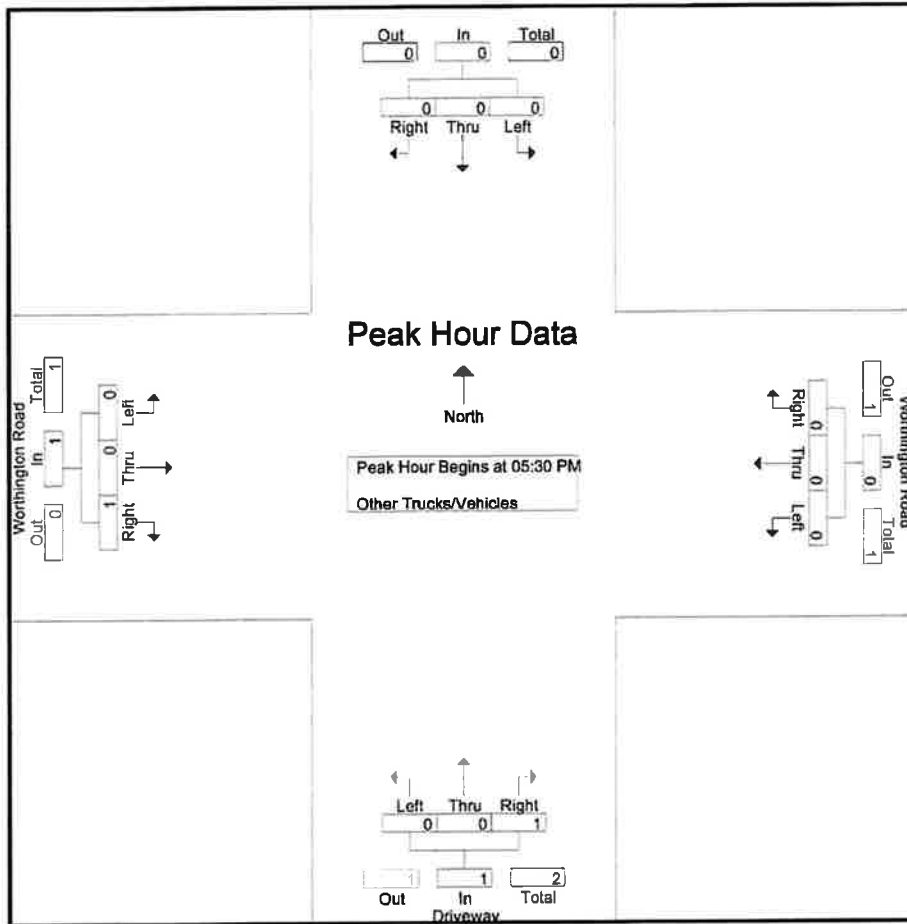 Out In Total
0 0 0
0 0 0
Right Thru Left
Peak Hour Data
North
Peak Hour Begins at 05:30 PM
Other Trucks/Vehicles
Worthington Road
Total In Out
1 1 0
0 0 1
Left Thru Right
Right Thru Left
0 0 0
Out In Total
1 0 1
Worthington Road
Left Thru Right
0 0 1
1 1 2
Out In Total
Driveway